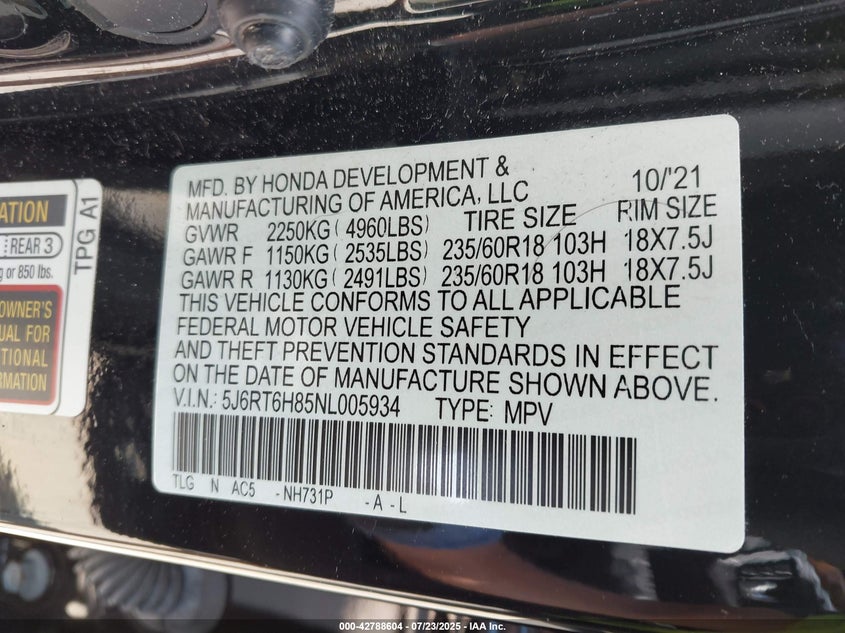 ATION
REAR 3
TPG A1
g or 850 lbs.
OWNER'S
UAL FOR
TIONAL
RMATION
MFD. BY HONDA DEVELOPMENT & 10/'21
MANUFACTURING OF AMERICA, LLC
GVWR 2250KG ( 4960LBS) TIRE SIZE RIM SIZE
GAWR F 1150KG ( 2535LBS) 235/60R18 103H 18X7.5J
GAWR R 1130KG ( 2491LBS) 235/60R18 103H 18X7.5J
THIS VEHICLE CONFORMS TO ALL APPLICABLE
FEDERAL MOTOR VEHICLE SAFETY
AND THEFT PREVENTION STANDARDS IN EFFECT
ON THE DATE OF MANUFACTURE SHOWN ABOVE.
V.I.N.: 5J6RT6H85NL005934 TYPE: MPV
TLG N AC5 -NH731P -A-L
000-42788604 - 07/23/2025 - IAA Inc.